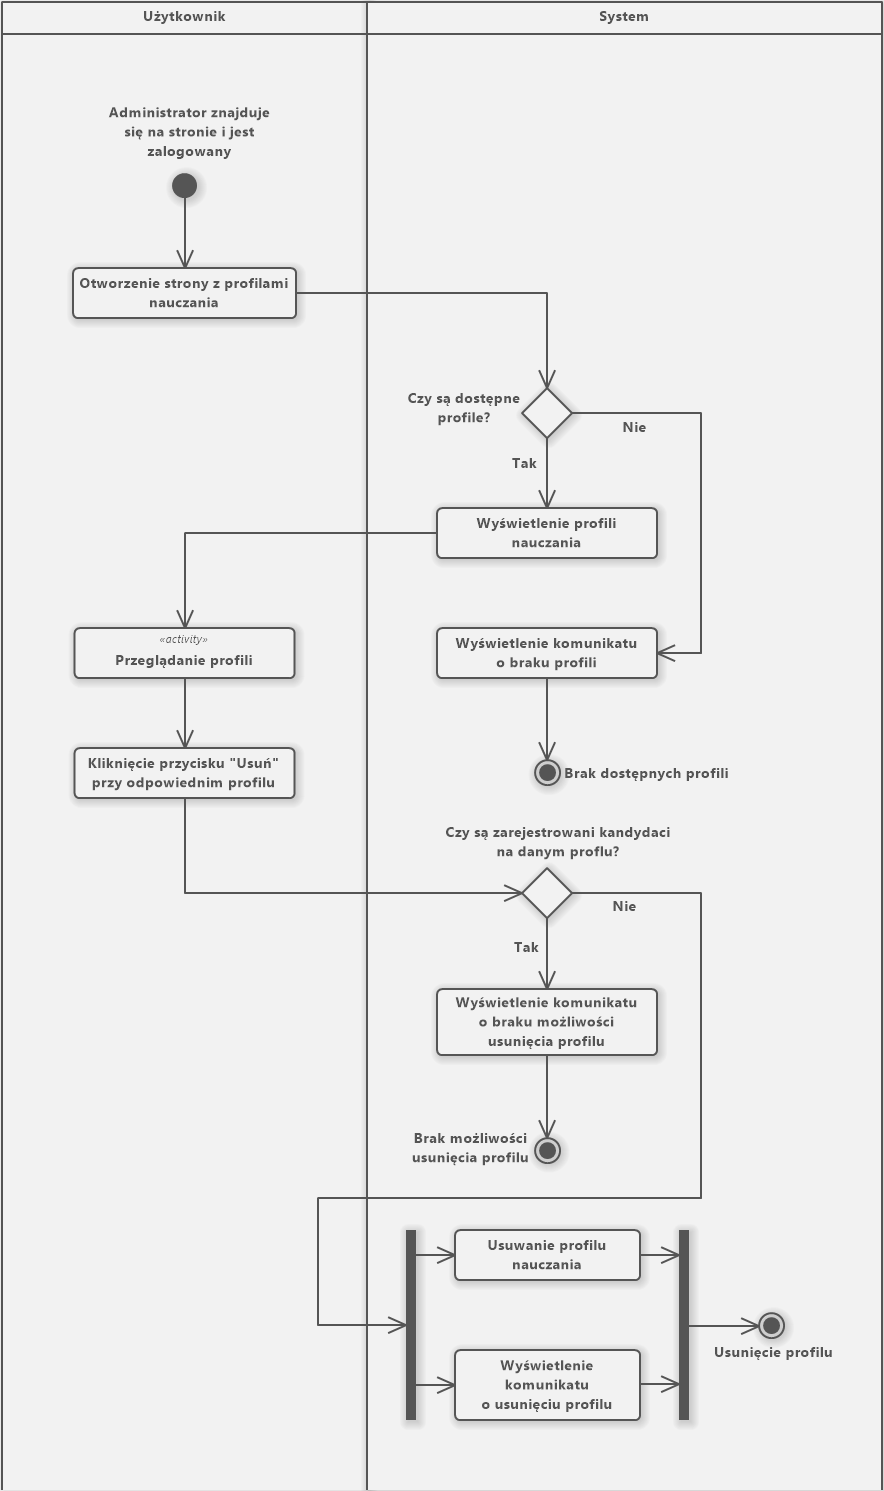 Użytkownik
System
Administrator znajduje
się na stronie i jest
zalogowany
Otworzenie strony z profilami
nauczania
Czy są dostępne
profile?
Nie
Tak
Wyświetlenie profili
nauczania
«activity»
Przeglądanie profili
Wyświetlenie komunikatu
o braku profili
Kliknięcie przycisku "Usuń"
przy odpowiednim profilu
Brak dostępnych profili
Czy są zarejestrowani kandydaci
na danym proflu?
Nie
Tak
Wyświetlenie komunikatu
o braku możliwości
usunięcia profilu
Brak możliwości
usunięcia profilu
Usuwanie profilu
nauczania
Usunięcie profilu
Wyświetlenie
komunikatu
o usunięciu profilu